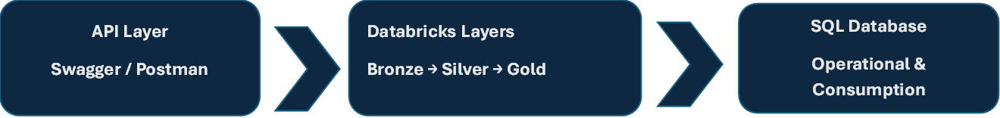 API Layer
Swagger / Postman
Databricks Layers
Bronze → Silver → Gold
SQL Database
Operational &
Consumption